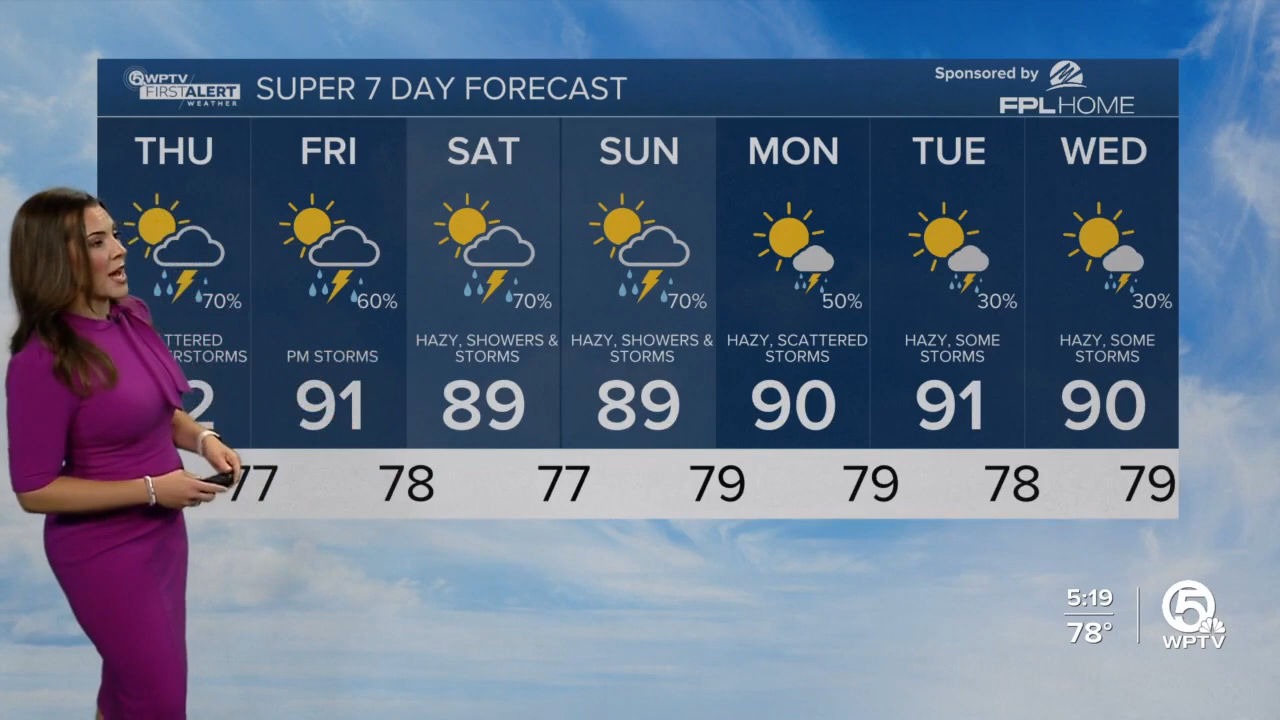 5 WPTV
FIRST/ALERT
WEATHER
SUPER 7 DAY FORECAST
Sponsored by
FPL HOME
THU FRI SAT SUN MON TUE WED
70% 60% 70% 70% 50% 30% 30%
PM STORMS
HAZY, SHOWERS &
STORMS
HAZY, SHOWERS &
STORMS
HAZY, SCATTERED
STORMS
HAZY, SOME
STORMS
HAZY, SOME
STORMS
91 89 89 90 91 90
77 78 77 79 79 78 79
5:19
78°
5
WPTV